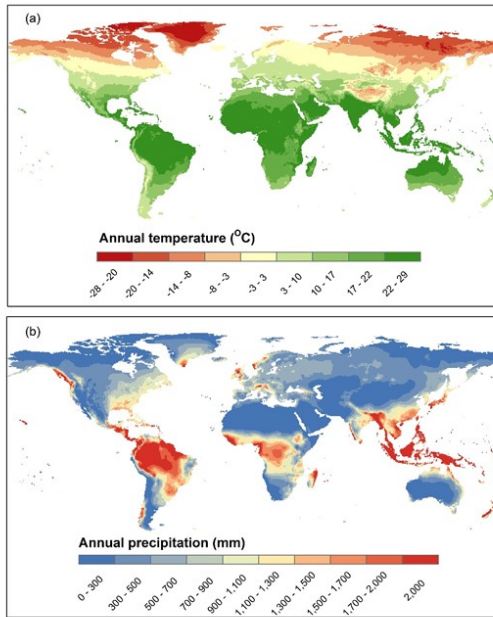 (a)
Annual temperature (ᴼC)
-28 - -20
-20 - -14
-14 - -8
-8 - -3
-3 - 3
3 - 10
10 - 17
17 - 22
22 - 29
(b)
Annual precipitation (mm)
0 - 300
300 - 500
500 - 700
700 - 900
900 - 1,100
1,100 - 1,300
1,300 - 1,500
1,500 - 1,700
1,700 - 2,000
2,000